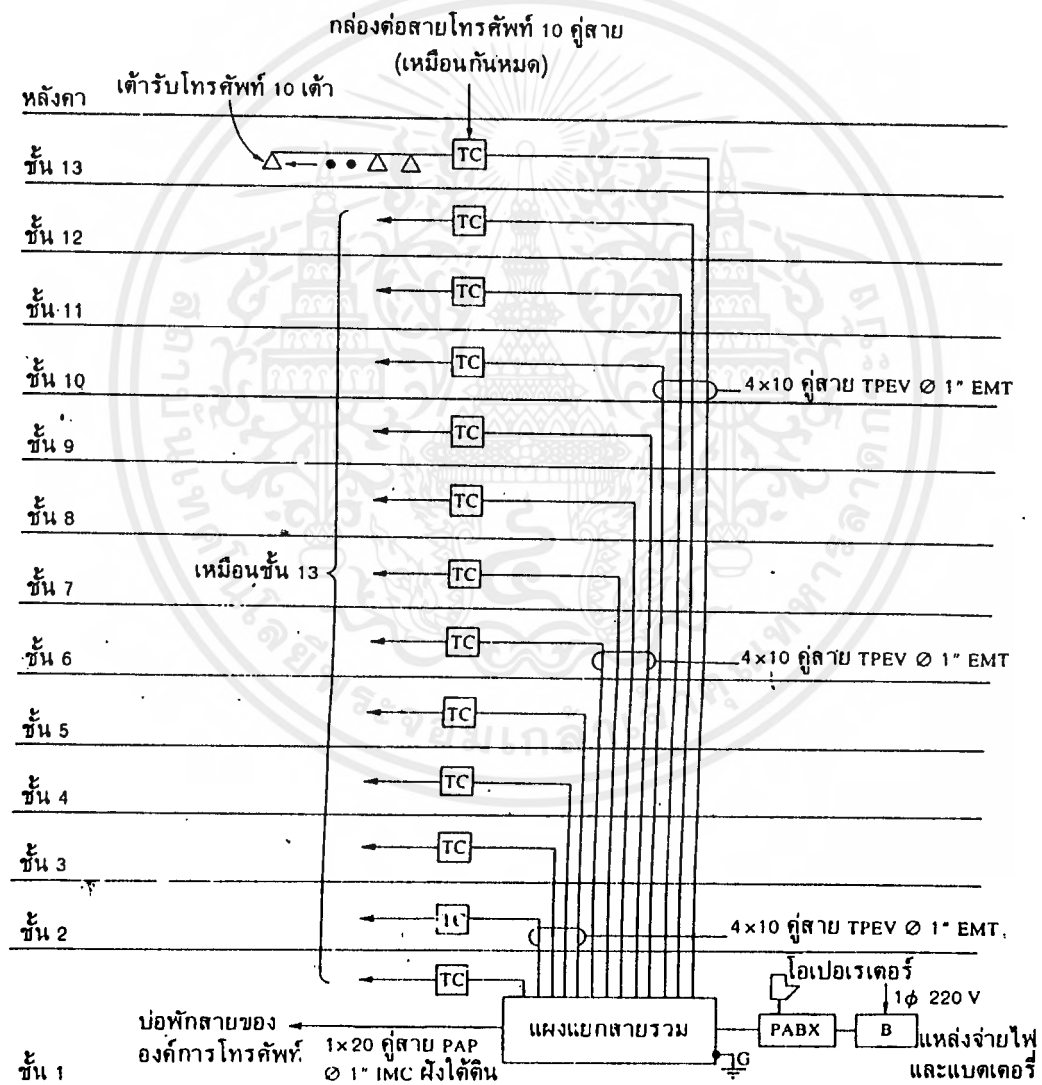 กล่องต่อสายโทรศัพท์ 10 คู่สาย
(เหมือนกันหมด)
เต้ารับโทรศัพท์ 10 เต้า
หลังคา
TC
ชั้น 13
TC
ชั้น 12
TC
ชั้น 11
TC
ชั้น 10
4×10 คู่สาย TPEV Ø 1" EMT
TC
ชั้น 9
TC
ชั้น 8
TC
เหมือนชั้น 13
ชั้น 7
TC
ชั้น 6
4×10 คู่สาย TPEV Ø 1" EMT
TC
ชั้น 5
TC
ชั้น 4
TC
ชั้น 3
TC
ชั้น 2
4×10 คู่สาย TPEV Ø 1" EMT
TC
โอเปอเรเตอร์
1φ 220 V
บ่อพักสายของ
องค์การโทรศัพท์
แผงแยกสายรวม
PABX
B
แหล่งจ่ายไฟ
และแบตเตอรี่
G
1×20 คู่สาย PAP
Ø 1" IMC ฝังใต้ดิน
ชั้น 1